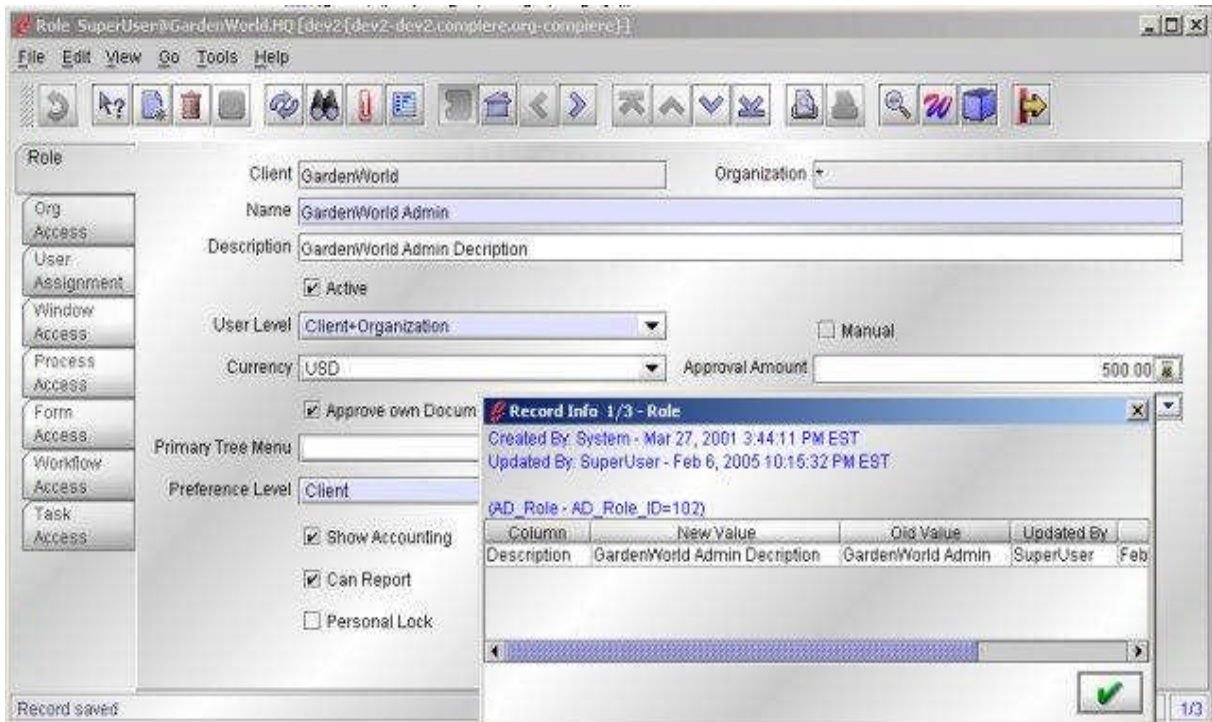 Role SuperUser@GardenWorld.HQ [dev2{dev2-dev2.compiere.org-compiere}]
File Edit View Go Tools Help
Role
Org
Access
User
Assignment
Window
Access
Process
Access
Form
Access
Workflow
Access
Task
Access
Client GardenWorld Organization *
Name GardenWorld Admin
Description GardenWorld Admin Decription
Active
User Level Client+Organization Manual
Currency USD Approval Amount 500.00
Approve own Docum
Primary Tree Menu
Preference Level Client
Show Accounting
Can Report
Personal Lock
Record Info 1/3 - Role
Created By: System - Mar 27, 2001 3:44:11 PM EST
Updated By: SuperUser - Feb 6, 2005 10:15:32 PM EST
(AD_Role - AD_Role_ID=102)
Column New Value Old Value Updated By
Description GardenWorld Admin Decription GardenWorld Admin SuperUser Feb
Record saved 1/3